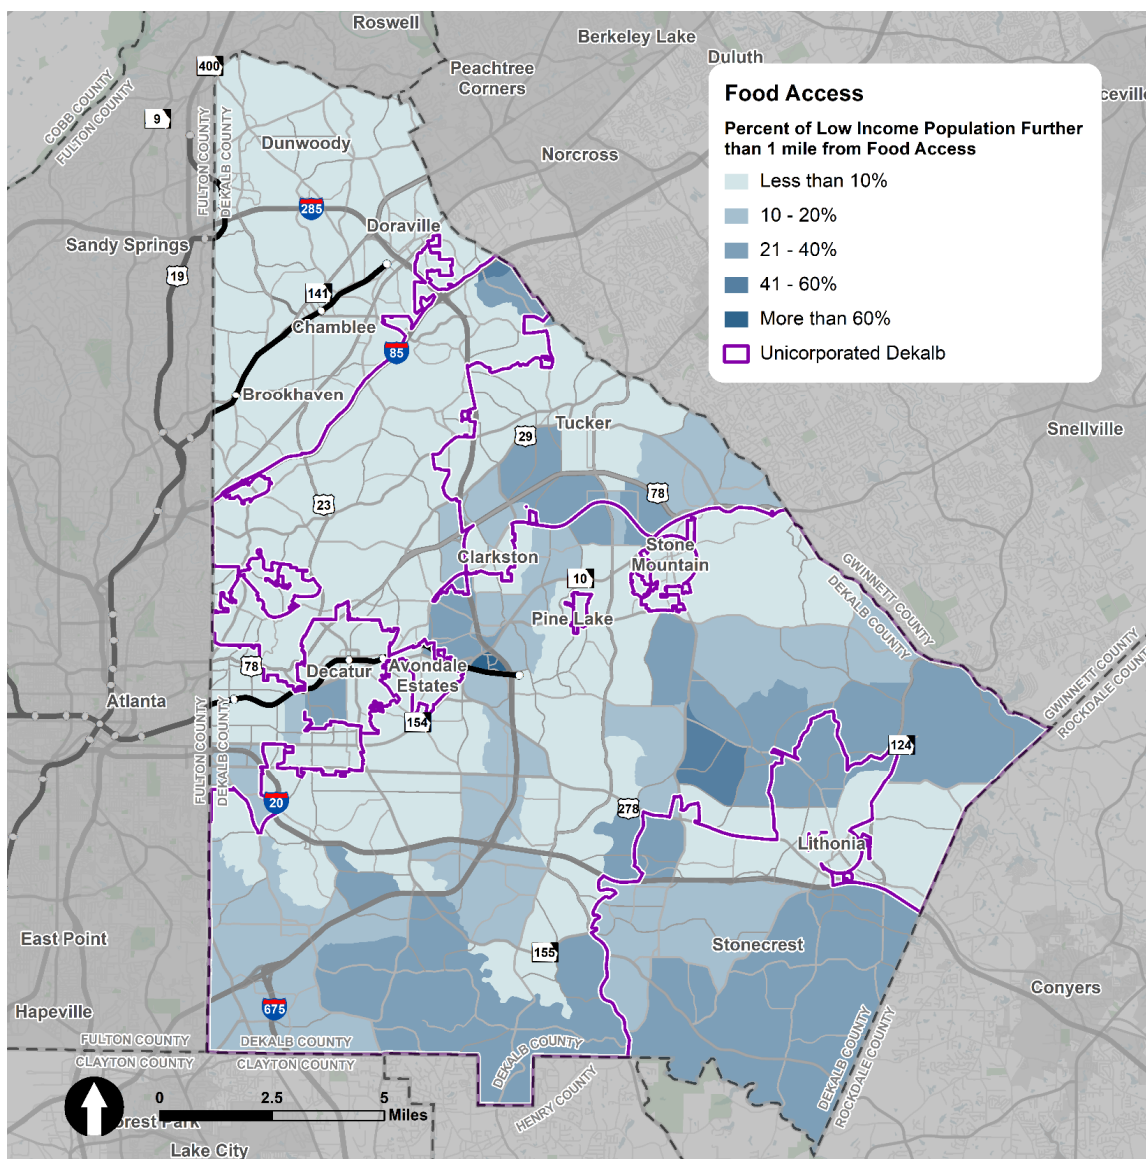 Roswell
Berkeley Lake
Duluth
400
Peachtree
Corners
9
COBB COUNTY
FULTON COUNTY
FULTON COUNTY
DEKALB COUNTY
Dunwoody
Norcross
Food Access
Percent of Low Income Population Further
than 1 mile from Food Access
Less than 10%
10 - 20%
21 - 40%
41 - 60%
More than 60%
Unicorporated Dekalb
ceville
285
Doraville
Sandy Springs
19
141
Chamblee
85
Brookhaven
Tucker
29
Snellville
78
23
Clarkston
Stone
Mountain
10
GWINNETT COUNTY
DEKALB COUNTY
Pine Lake
78
Decatur
Avondale
Estates
Atlanta
154
GWINNETT COUNTY
ROCKDALE COUNTY
124
FULTON COUNTY
DEKALB COUNTY
20
278
Lithonia
East Point
Stonecrest
155
Conyers
Hapeville
675
FULTON COUNTY
DEKALB COUNTY
CLAYTON COUNTY
CLAYTON COUNTY
DEKALB COUNTY
HENRY COUNTY
DEKALB COUNTY
ROCKDALE COUNTY
0 2.5 5
Miles
orest Park
Lake City